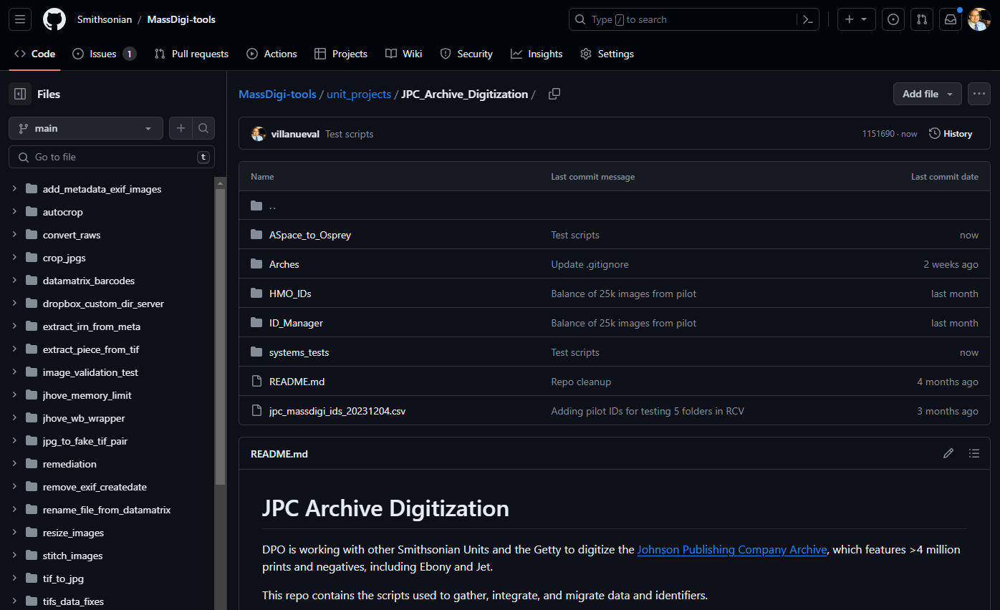 Smithsonian / MassDigi-tools
Type / to search
Code
Issues 1
Pull requests
Actions
Projects
Wiki
Security
Insights
Settings
Files
main
Go to file
t
add_metadata_exif_images
autocrop
convert_raws
crop_jpgs
datamatrix_barcodes
dropbox_custom_dir_server
extract_irn_from_meta
extract_piece_from_tif
image_validation_test
jhove_memory_limit
jhove_wb_wrapper
jpg_to_fake_tif_pair
remediation
remove_exif_createdate
rename_file_from_datamatrix
resize_images
stitch_images
tif_to_jpg
tifs_data_fixes
MassDigi-tools / unit_projects / JPC_Archive_Digitization /
Add file
villanueval Test scripts
1151690 · now
History
Name Last commit message Last commit date
..
ASpace_to_Osprey Test scripts now
Arches Update .gitignore 2 weeks ago
HMO_IDs Balance of 25k images from pilot last month
ID_Manager Balance of 25k images from pilot last month
systems_tests Test scripts now
README.md Repo cleanup 4 months ago
jpc_massdigi_ids_20231204.csv Adding pilot IDs for testing 5 folders in RCV 3 months ago
README.md
JPC Archive Digitization
DPO is working with other Smithsonian Units and the Getty to digitize the Johnson Publishing Company Archive, which features >4 million
prints and negatives, including Ebony and Jet.
This repo contains the scripts used to gather, integrate, and migrate data and identifiers.